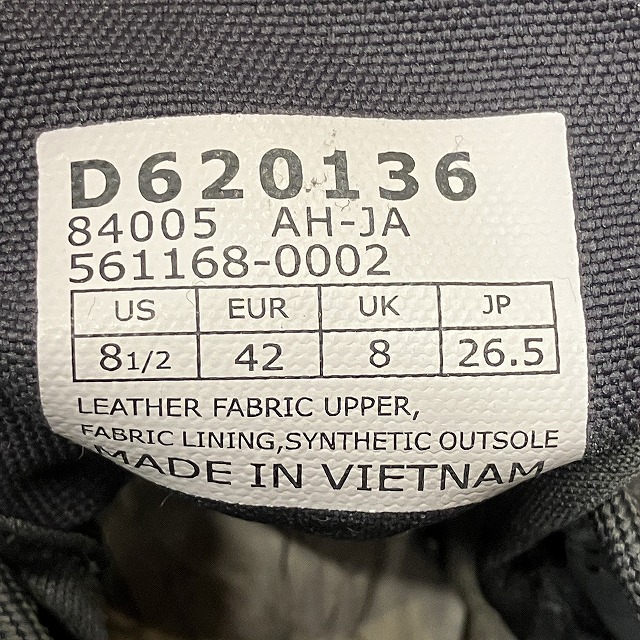 D620136
84005 AH-JA
561168-0002
US EUR UK JP
8 1/2 42 8 26.5
LEATHER FABRIC UPPER,
FABRIC LINING,SYNTHETIC OUTSOLE
MADE IN VIETNAM